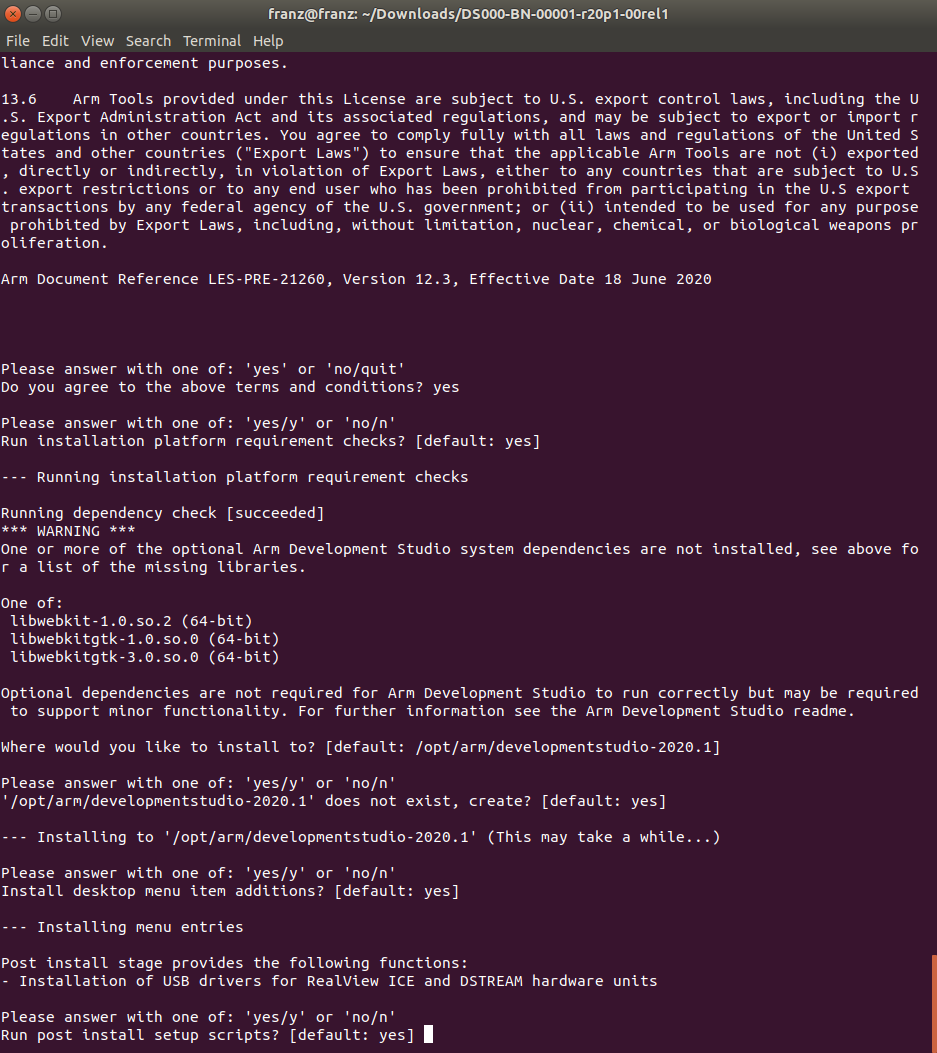 franz@franz: ~/Downloads/DS000-BN-00001-r20p1-00rel1
File Edit View Search Terminal Help
liance and enforcement purposes.
13.6    Arm Tools provided under this License are subject to U.S. export control laws, including the U
.S. Export Administration Act and its associated regulations, and may be subject to export or import r
egulations in other countries. You agree to comply fully with all laws and regulations of the United S
tates and other countries ("Export Laws") to ensure that the applicable Arm Tools are not (i) exported
, directly or indirectly, in violation of Export Laws, either to any countries that are subject to U.S
. export restrictions or to any end user who has been prohibited from participating in the U.S export
transactions by any federal agency of the U.S. government; or (ii) intended to be used for any purpose
 prohibited by Export Laws, including, without limitation, nuclear, chemical, or biological weapons pr
oliferation.
Arm Document Reference LES-PRE-21260, Version 12.3, Effective Date 18 June 2020
Please answer with one of: 'yes' or 'no/quit'
Do you agree to the above terms and conditions? yes
Please answer with one of: 'yes/y' or 'no/n'
Run installation platform requirement checks? [default: yes]
--- Running installation platform requirement checks
Running dependency check [succeeded]
*** WARNING ***
One or more of the optional Arm Development Studio system dependencies are not installed, see above fo
r a list of the missing libraries.
One of:
 libwebkit-1.0.so.2 (64-bit)
 libwebkitgtk-1.0.so.0 (64-bit)
 libwebkitgtk-3.0.so.0 (64-bit)
Optional dependencies are not required for Arm Development Studio to run correctly but may be required
 to support minor functionality. For further information see the Arm Development Studio readme.
Where would you like to install to? [default: /opt/arm/developmentstudio-2020.1]
Please answer with one of: 'yes/y' or 'no/n'
'/opt/arm/developmentstudio-2020.1' does not exist, create? [default: yes]
--- Installing to '/opt/arm/developmentstudio-2020.1' (This may take a while...)
Please answer with one of: 'yes/y' or 'no/n'
Install desktop menu item additions? [default: yes]
--- Installing menu entries
Post install stage provides the following functions:
- Installation of USB drivers for RealView ICE and DSTREAM hardware units
Please answer with one of: 'yes/y' or 'no/n'
Run post install setup scripts? [default: yes]